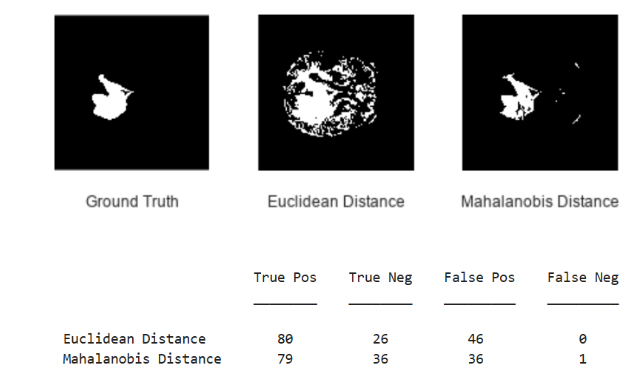 Ground Truth Euclidean Distance Mahalanobis Distance
True Pos True Neg False Pos False Neg
Euclidean Distance 80 26 46 0
Mahalanobis Distance 79 36 36 1